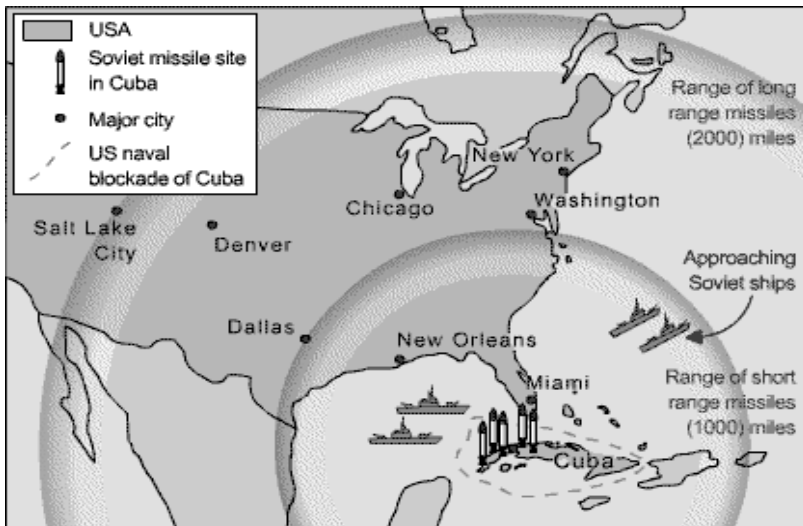 USA
Soviet missile site
in Cuba
Major city
US naval
blockade of Cuba
Range of long
range missiles
(2000) miles
New York
Chicago
Washington
Salt Lake
City
Denver
Approaching
Soviet ships
Dallas
New Orleans
Miami
Range of short
range missiles
(1000) miles
Cuba